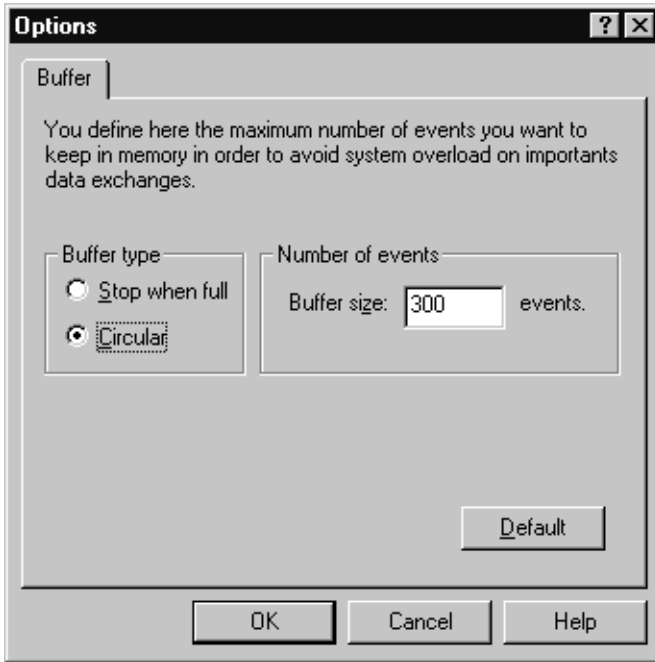 Options
Buffer
You define here the maximum number of events you want to
keep in memory in order to avoid system overload on importants
data exchanges.
Buffer type
Stop when full
Circular
Number of events
Buffer size: 300 events.
Default
OK Cancel Help